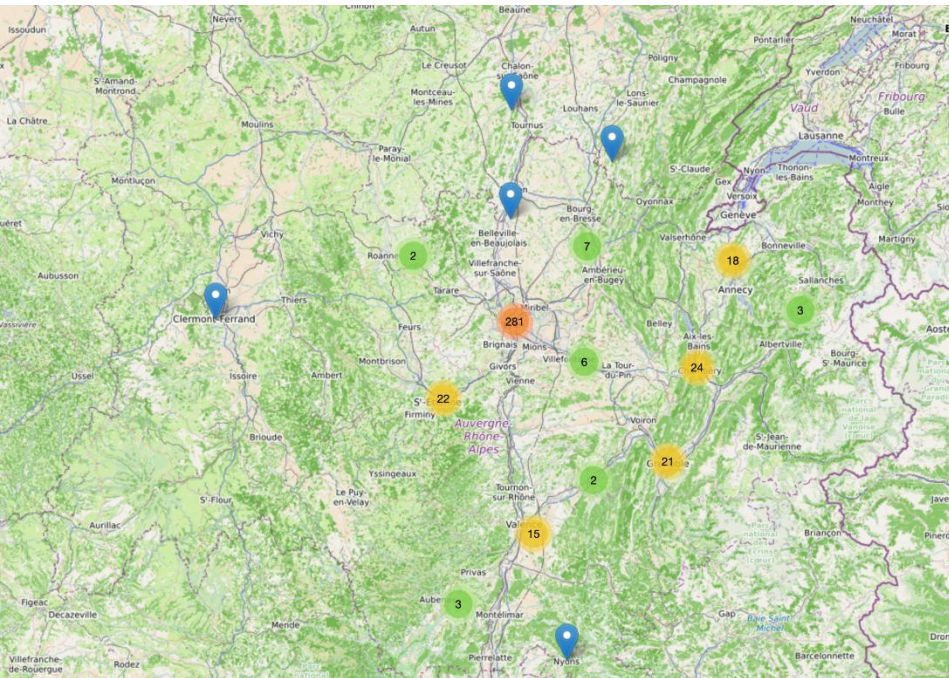 Nevers
Chinon
Beaune
Neuchâtel
Issoudun
Autun
Morat
Pontarlier
Le Creusot
Chalon-
sur-Saône
Poligny
Yverdon
Fribourg
S'-Amand-
Montrond
Champagnole
Montceau-
les-Mines
Louhans
Lons-
le-Saunier
Vaud
Fribourg
Bulle
La Châtre
Moulins
Tournus
Lausanne
Paray-
le-Monial
Montreux
S'-Claude
Nyon
Thonon-
les-Bains
Gex
Montluçon
Aigle
Versoix
Monthey
Oyonnax
Genève
Bourg-
en-Bresse
Vichy
Belleville-
en-Beaujolais
Valserhône
Bonneville
Martigny
7
Roanne
2
18
Villefranche-
sur-Saône
Ambérieu-
en-Bugey
Aubusson
Sallanches
Thiers
Tarare
Annecy
3
Miribel
Clermont-Ferrand
281
Feurs
Belley
Aix-les-
Bains
Brignais
Mions
Albertville
Montbrison
Givors
6
La Tour-
du-Pin
24
Bourg-
S'-Maurice
Ussel
Issoire
Ambert
Vienne
22
Firminy
Auvergne-
Rhône-
Alpes
Voiron
Brioude
S'-Jean-
de-Maurienne
21
Yssingeaux
2
S'-Flour
Le Puy-
en-Velay
Tournon-
sur-Rhône
Aurillac
15
Briançon
Privas
3
Figeac
Decazeville
Montélimar
Gap
Mende
Baie Saint
Michel
Villefranche-
de-Rouergue
Rodez
Pierrelatte
Nyons
Barcelonnette